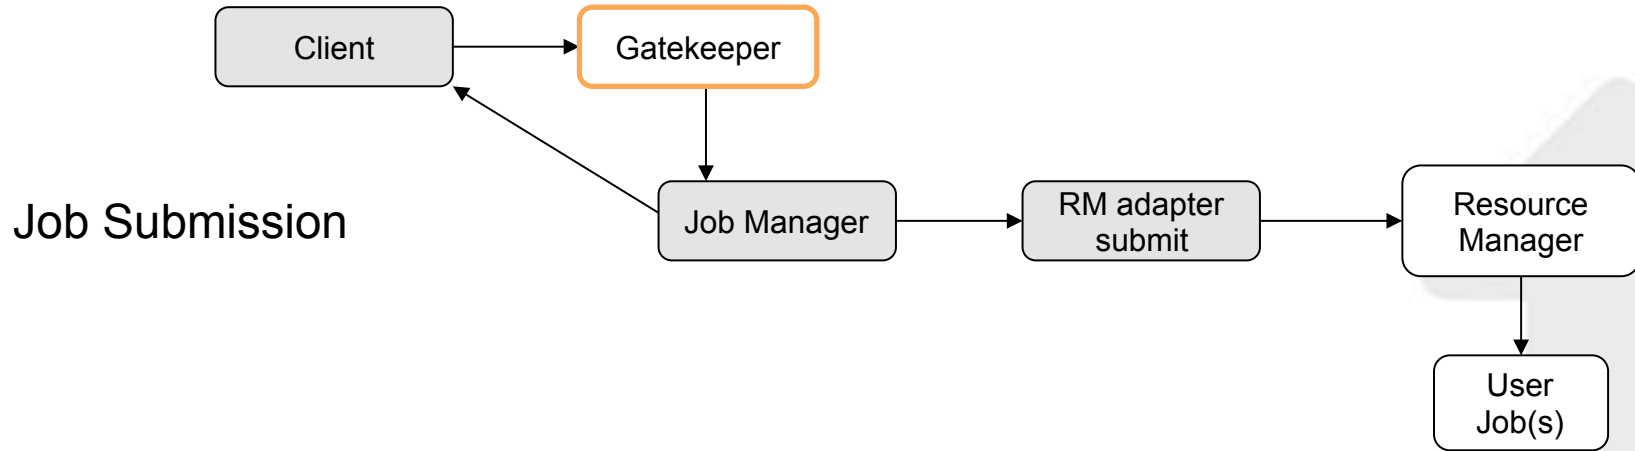 Client
Gatekeeper
Job Submission
Job Manager
RM adapter
submit
Resource
Manager
User
Job(s)